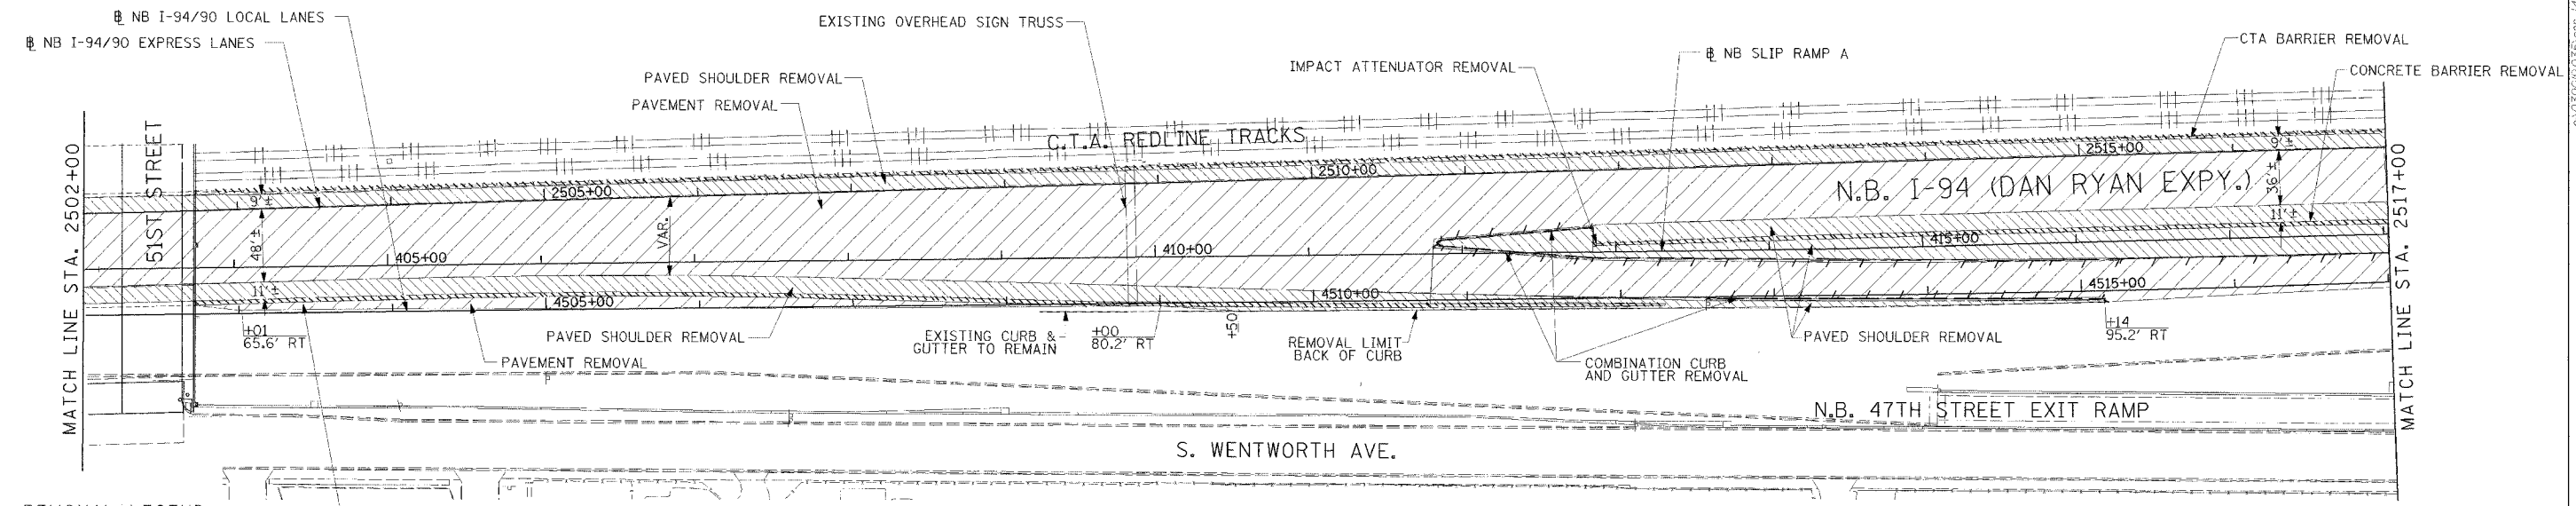 ℄ NB I-94/90 LOCAL LANES
℄ NB I-94/90 EXPRESS LANES
EXISTING OVERHEAD SIGN TRUSS
PAVED SHOULDER REMOVAL
PAVEMENT REMOVAL
IMPACT ATTENUATOR REMOVAL
℄ NB SLIP RAMP A
CTA BARRIER REMOVAL
CONCRETE BARRIER REMOVAL
MATCH LINE STA. 2502+00
51ST STREET
C.T.A. REDLINE TRACKS
2505+00
2510+00
2515+00
9'±
48'±
11'±
VAR.
N.B. I-94 (DAN RYAN EXPY.)
9'±
36'±
11'±
405+00
410+00
415+00
4505+00
4510+00
4515+00
+01
65.6' RT
PAVED SHOULDER REMOVAL
PAVEMENT REMOVAL
EXISTING CURB &
GUTTER TO REMAIN
+00
80.2' RT
+50
REMOVAL LIMIT
BACK OF CURB
COMBINATION CURB
AND GUTTER REMOVAL
PAVED SHOULDER REMOVAL
+14
95.2' RT
MATCH LINE STA. 2517+00
N.B. 47TH STREET EXIT RAMP
S. WENTWORTH AVE.